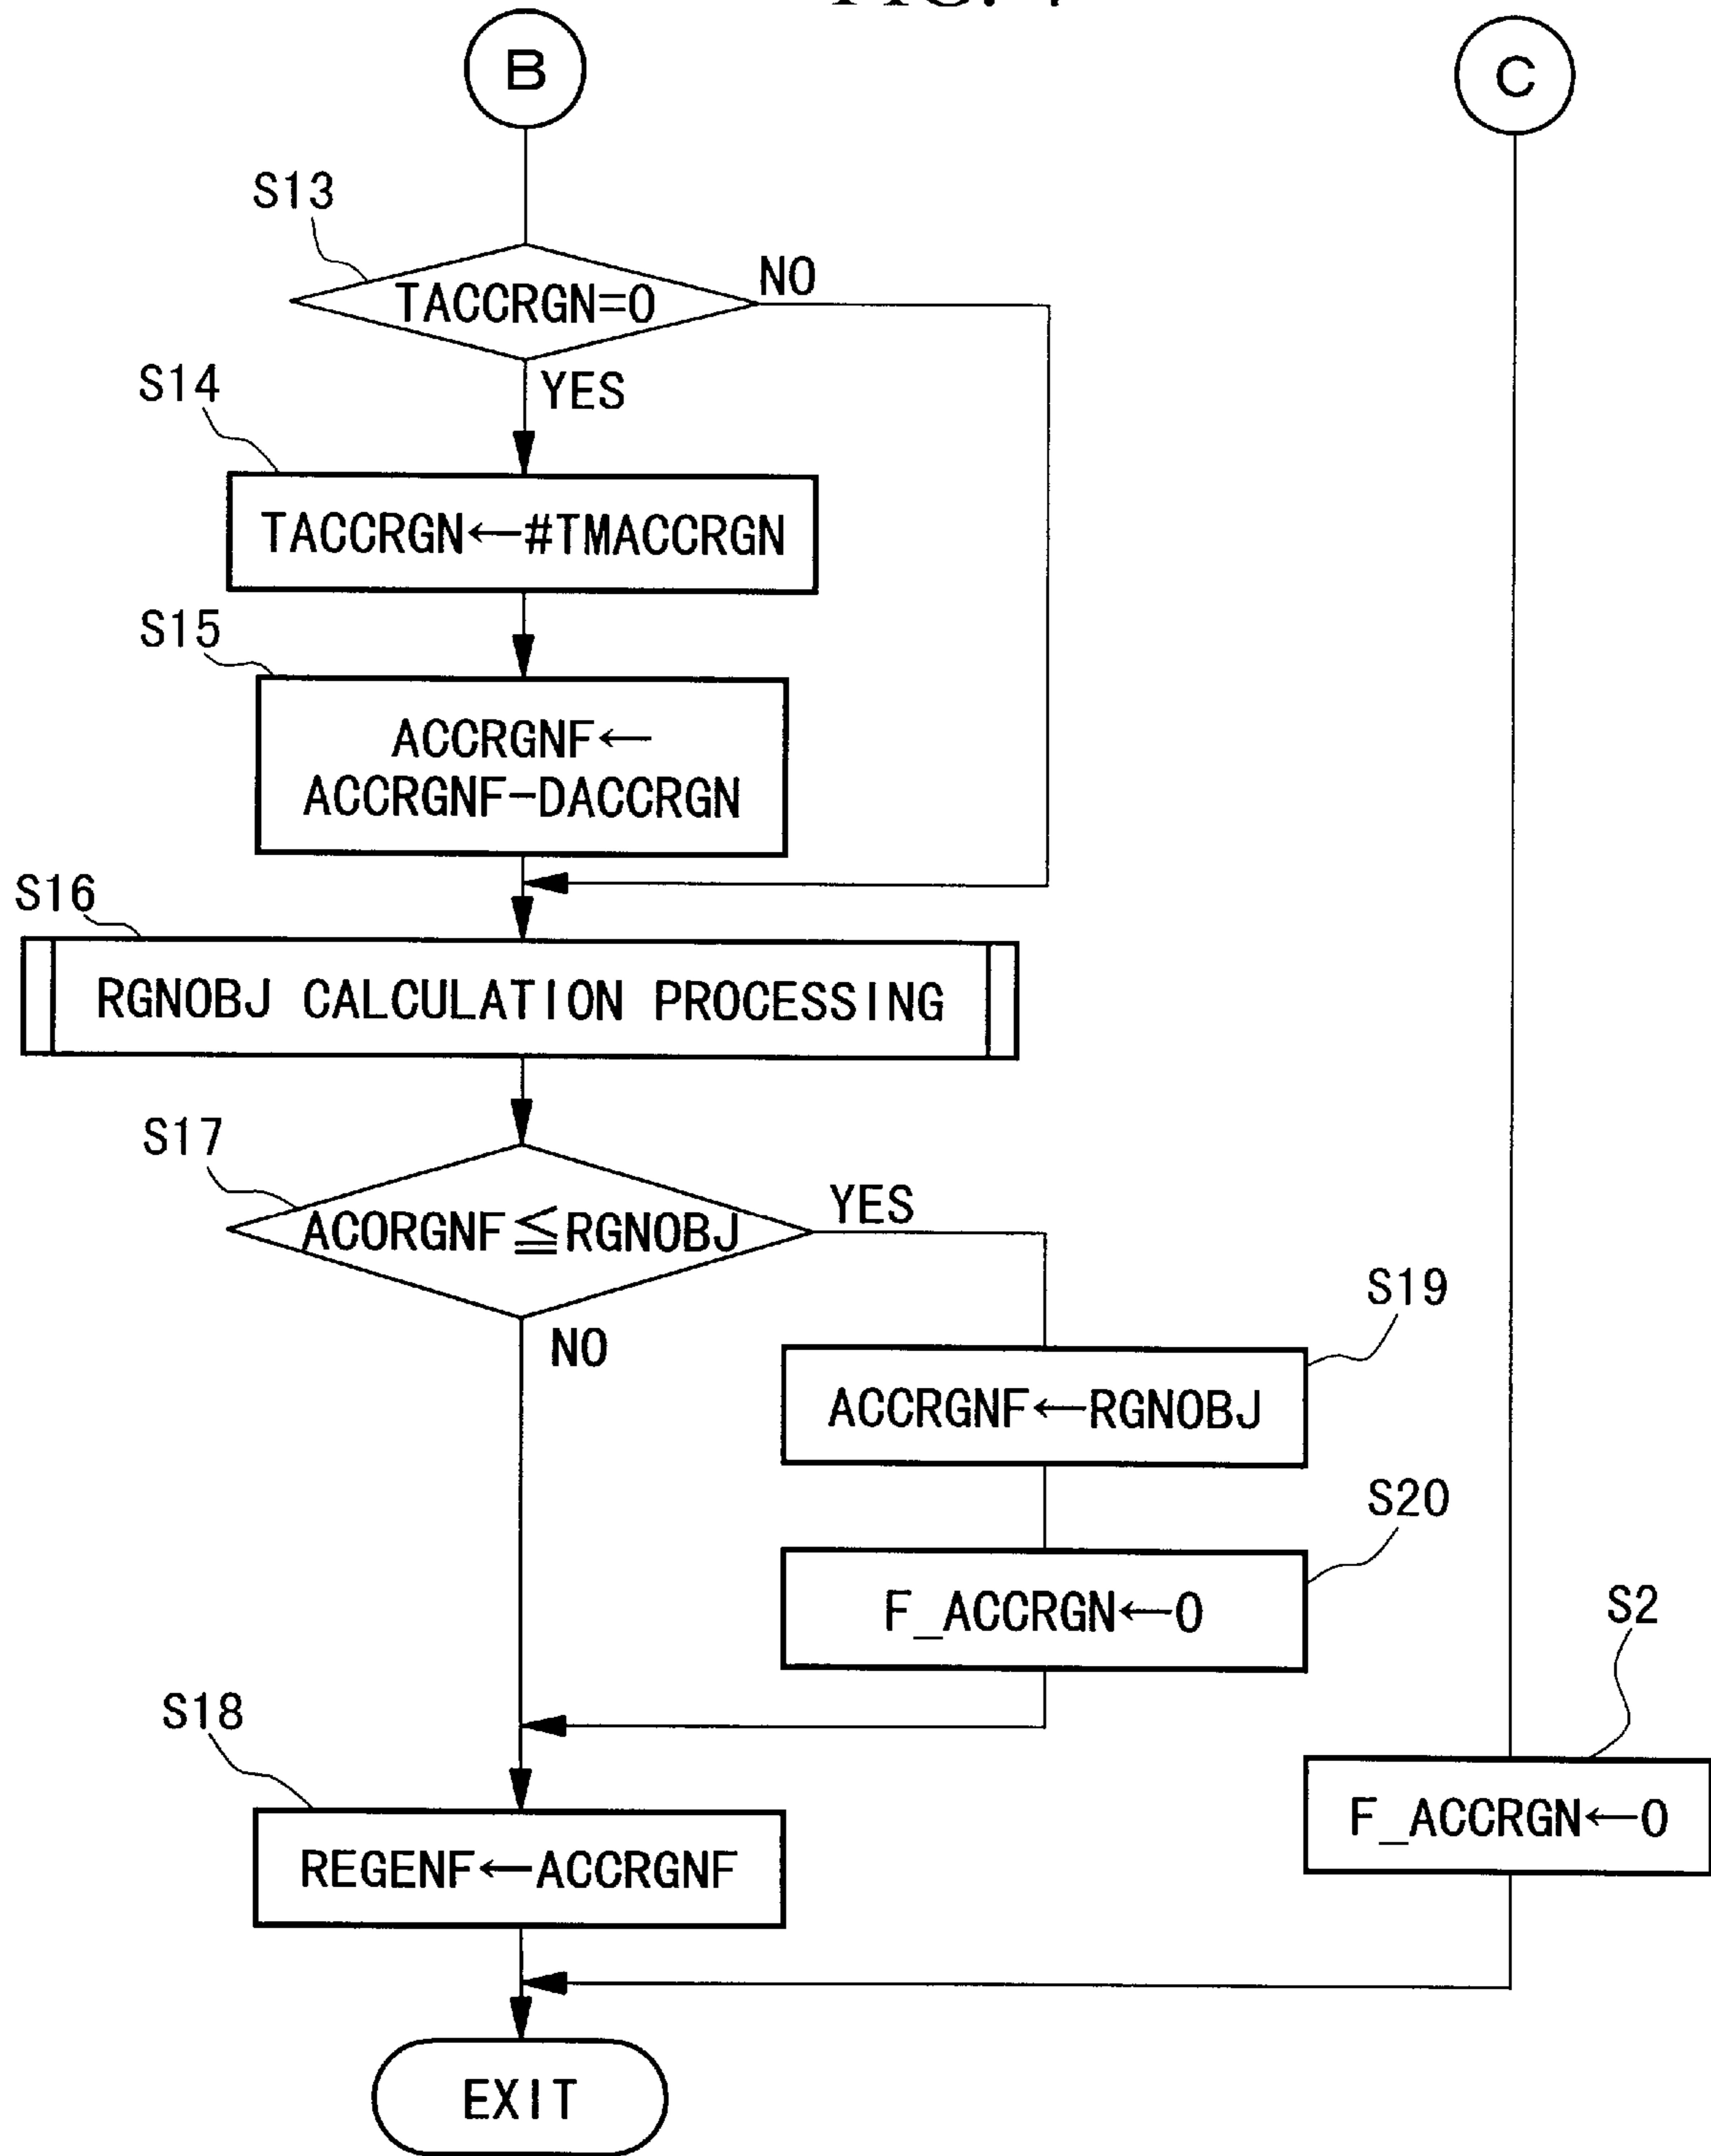 B
C
S13
TACCRGN=0
NO
YES
S14
TACCRGN←#TMACCRGN
S15
ACCRGNF←
ACCRGNF-DACCRGN
S16
RGNOBJ CALCULATION PROCESSING
S17
ACORGNF≦RGNOBJ
YES
NO
S19
ACCRGNF←RGNOBJ
S20
F_ACCRGN←0
S2
F_ACCRGN←0
S18
REGENF←ACCRGNF
EXIT